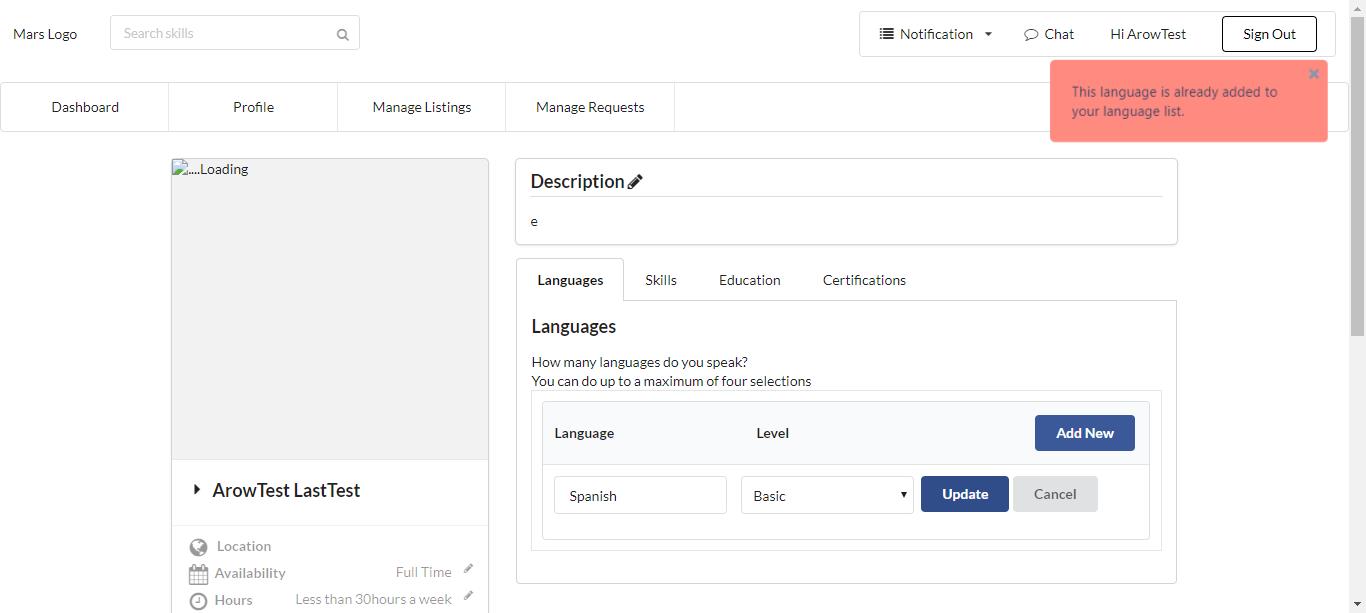 Mars Logo
Search skills
Notification
Chat
Hi ArowTest
Sign Out
This language is already added to
your language list.
Dashboard
Profile
Manage Listings
Manage Requests
....Loading
Description
e
Languages
Skills
Education
Certifications
Languages
How many languages do you speak?
You can do up to a maximum of four selections
Language
Level
Add New
Spanish
Basic
Update
Cancel
ArowTest LastTest
Location
Availability
Full Time
Hours
Less than 30hours a week